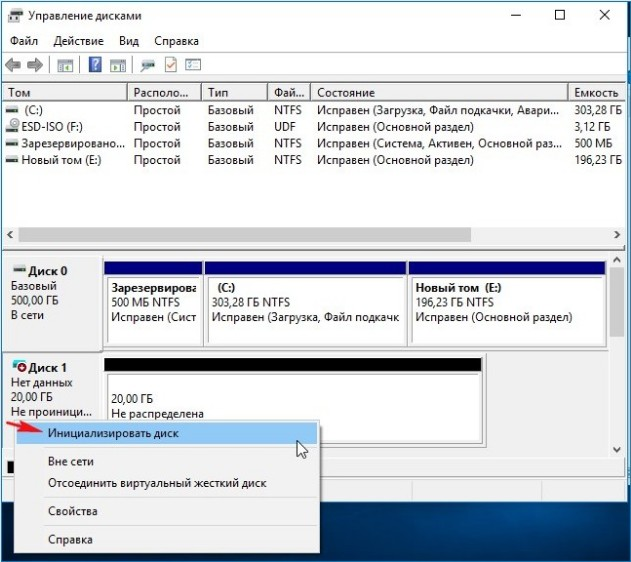 Управление дисками
Файл Действие Вид Справка
Том Располо... Тип Фай... Состояние Емкость
(C:) Простой Базовый NTFS Исправен (Загрузка, Файл подкачки, Авари... 303,28 ГБ
ESD-ISO (F:) Простой Базовый UDF Исправен (Основной раздел) 3,12 ГБ
Зарезервировано... Простой Базовый NTFS Исправен (Система, Активен, Основной раз... 500 МБ
Новый том (E:) Простой Базовый NTFS Исправен (Основной раздел) 196,23 ГБ
Диск 0
Базовый
500,00 ГБ
В сети
Зарезервирова
500 МБ NTFS
Исправен (Сист
(C:)
303,28 ГБ NTFS
Исправен (Загрузка, Файл подкачк
Новый том (E:)
196,23 ГБ NTFS
Исправен (Основной раздел)
Диск 1
Нет данных
20,00 ГБ
Не проиници...
20,00 ГБ
Не распределена
Инициализировать диск
Вне сети
Отсоединить виртуальный жесткий диск
Свойства
Справка